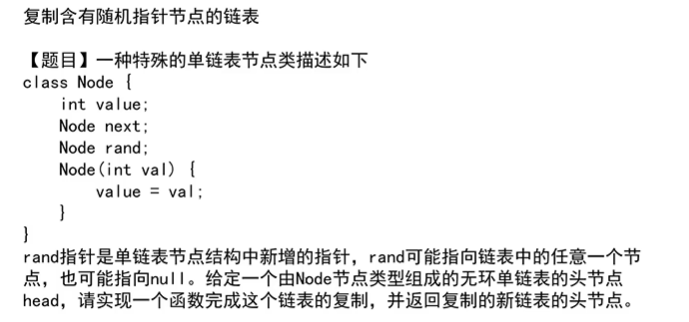 复制含有随机指针节点的链表
【题目】一种特殊的单链表节点类描述如下
class Node {
    int value;
    Node next;
    Node rand;
    Node(int val) {
        value = val;
    }
}
rand指针是单链表节点结构中新增的指针，rand可能指向链表中的任意一个节
点，也可能指向null。给定一个由Node节点类型组成的无环单链表的头节点
head，请实现一个函数完成这个链表的复制，并返回复制的新链表的头节点。